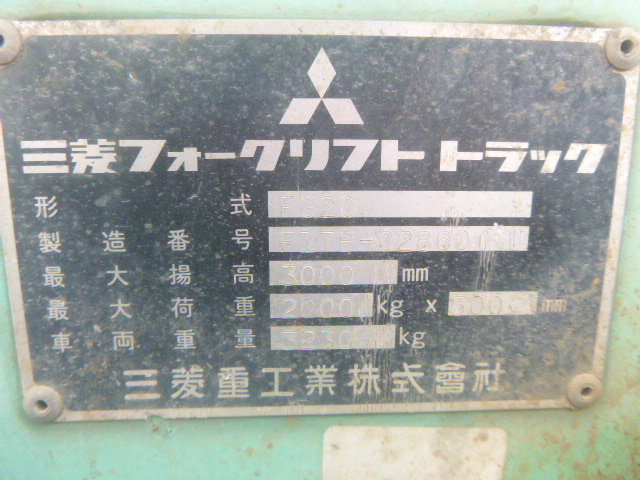 三菱フォークリフト トラック
形式
製造番号
最大揚高 3000 mm
最大荷重 2000 kg x mm
車両重量 kg
三菱重工業株式會社